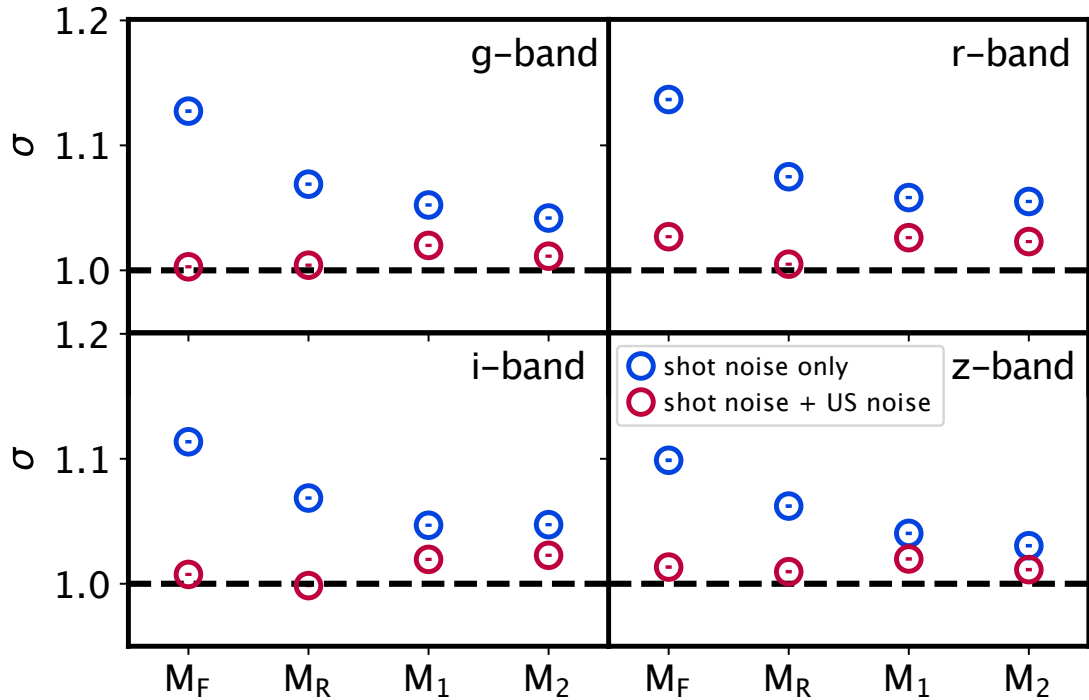 1.2
g-band
r-band
σ
1.1
1.0
1.2
i-band
shot noise only
z-band
shot noise + US noise
σ
1.1
1.0
M_F M_R M_1 M_2 M_F M_R M_1 M_2